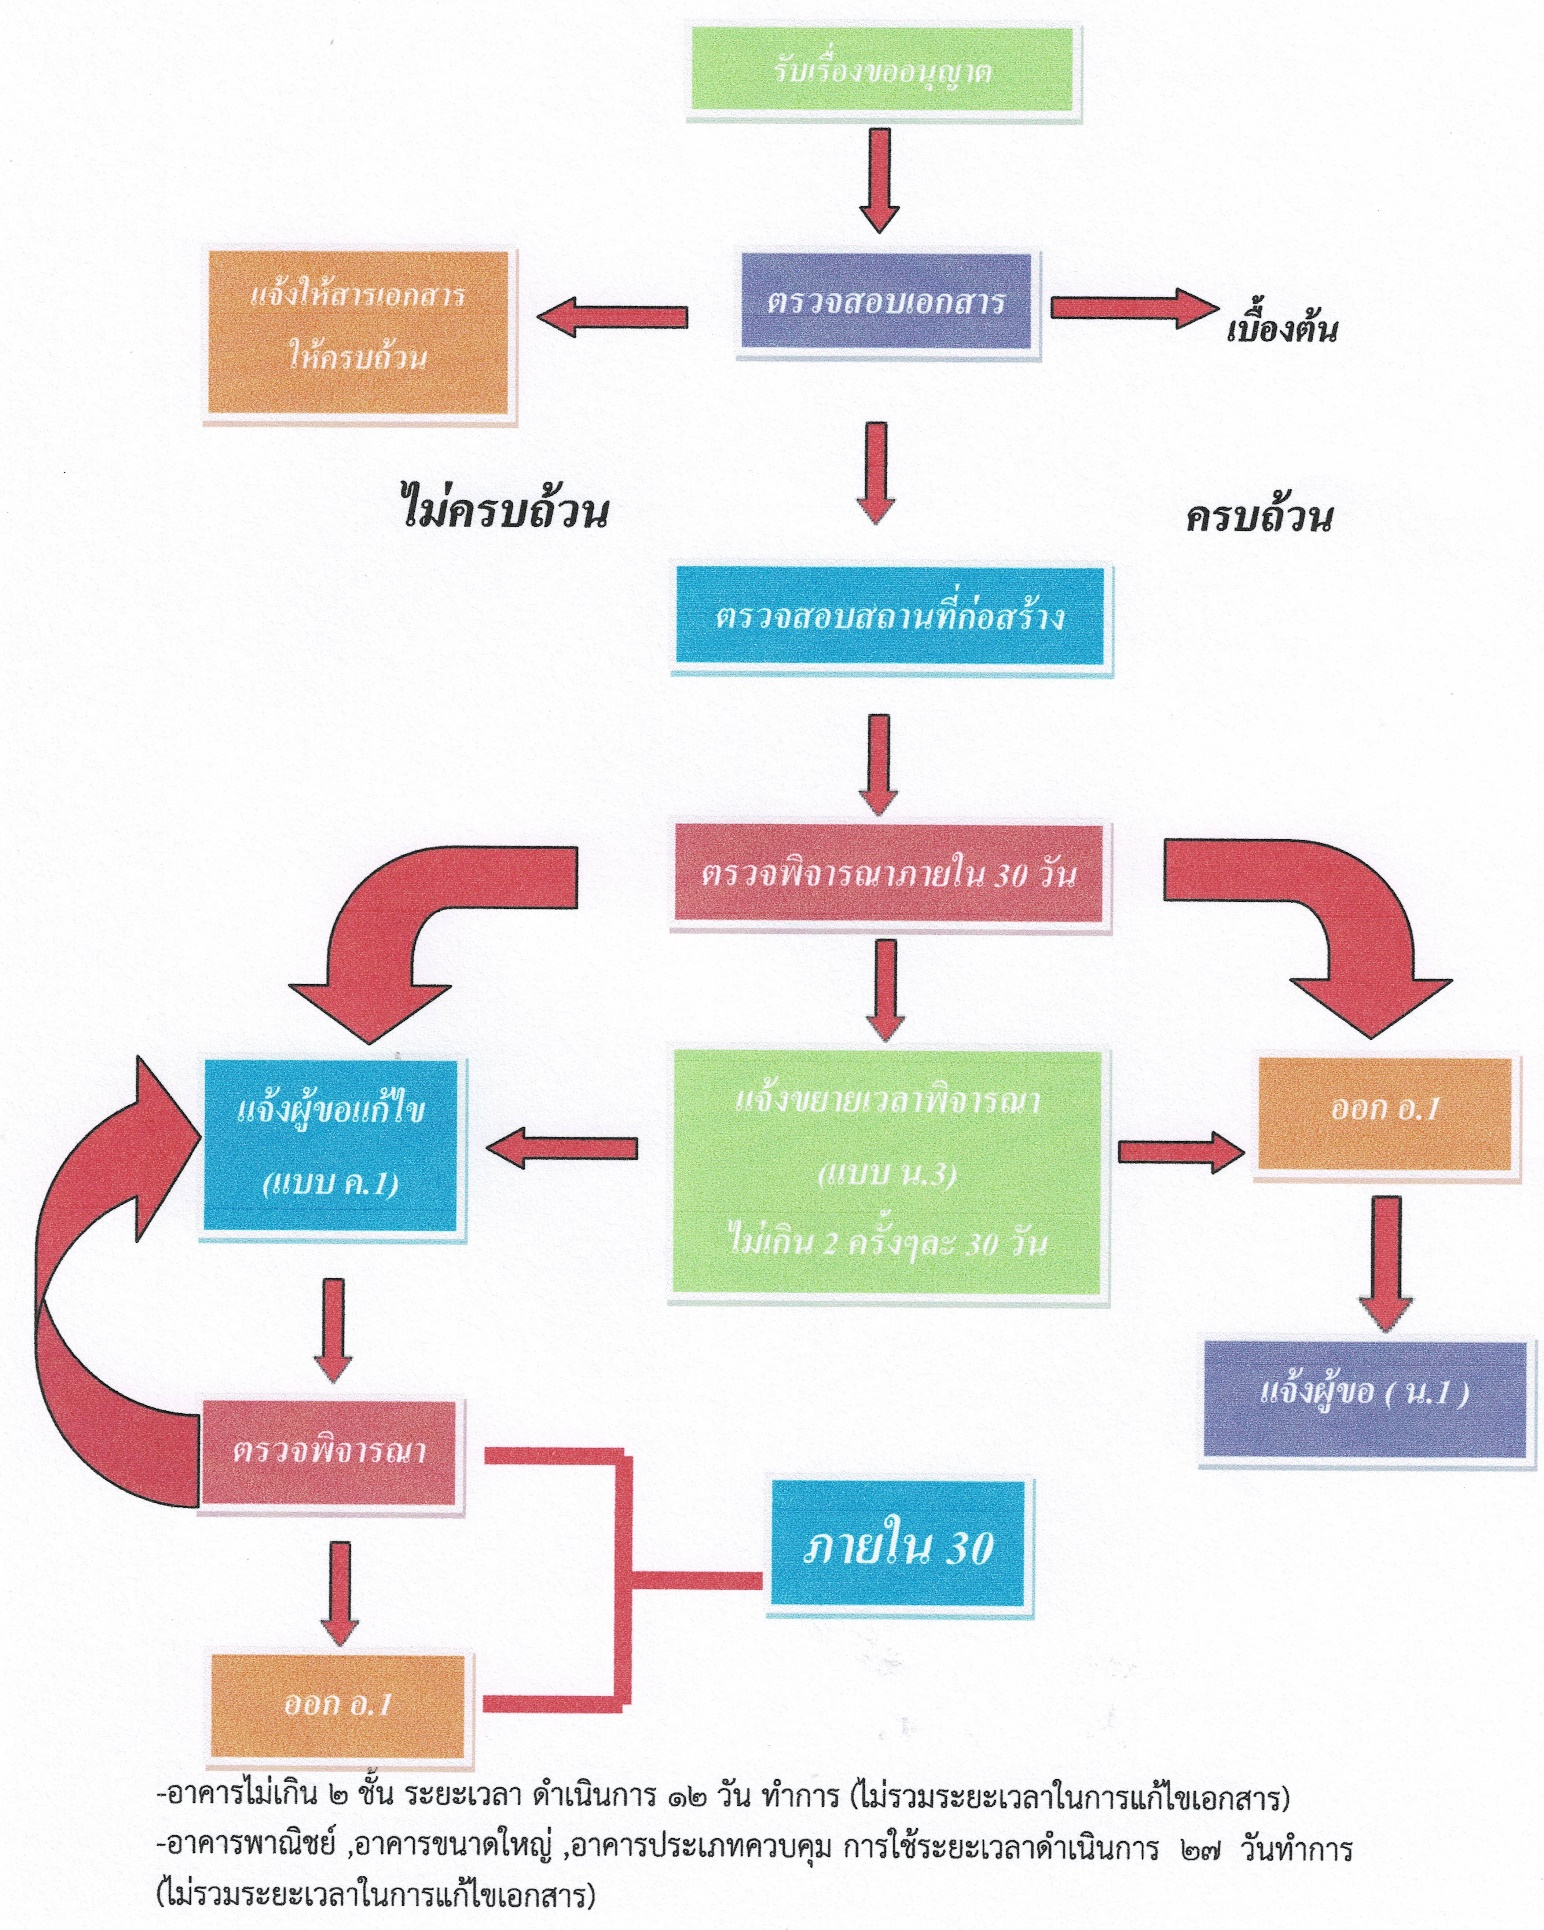 รับเรื่องขออนุญาต
แจ้งให้สารเอกสาร
ให้ครบถ้วน
ตรวจสอบเอกสาร
เบื้องต้น
ไม่ครบถ้วน
ครบถ้วน
ตรวจสอบสถานที่ก่อสร้าง
ตรวจพิจารณาภายใน 30 วัน
แจ้งผู้ขอแก้ไข
(แบบ ค.1)
แจ้งขยายเวลาพิจารณา
(แบบ น.3)
ไม่เกิน 2 ครั้งๆละ 30 วัน
ออก อ.1
แจ้งผู้ขอ ( น.1 )
ตรวจพิจารณา
ภายใน 30
ออก อ.1
-อาคารไม่เกิน ๒ ชั้น ระยะเวลา ดำเนินการ ๑๒ วัน ทำการ (ไม่รวมระยะเวลาในการแก้ไขเอกสาร)
-อาคารพาณิชย์ ,อาคารขนาดใหญ่ ,อาคารประเภทควบคุม การใช้ระยะเวลาดำเนินการ ๒๗ วันทำการ
(ไม่รวมระยะเวลาในการแก้ไขเอกสาร)